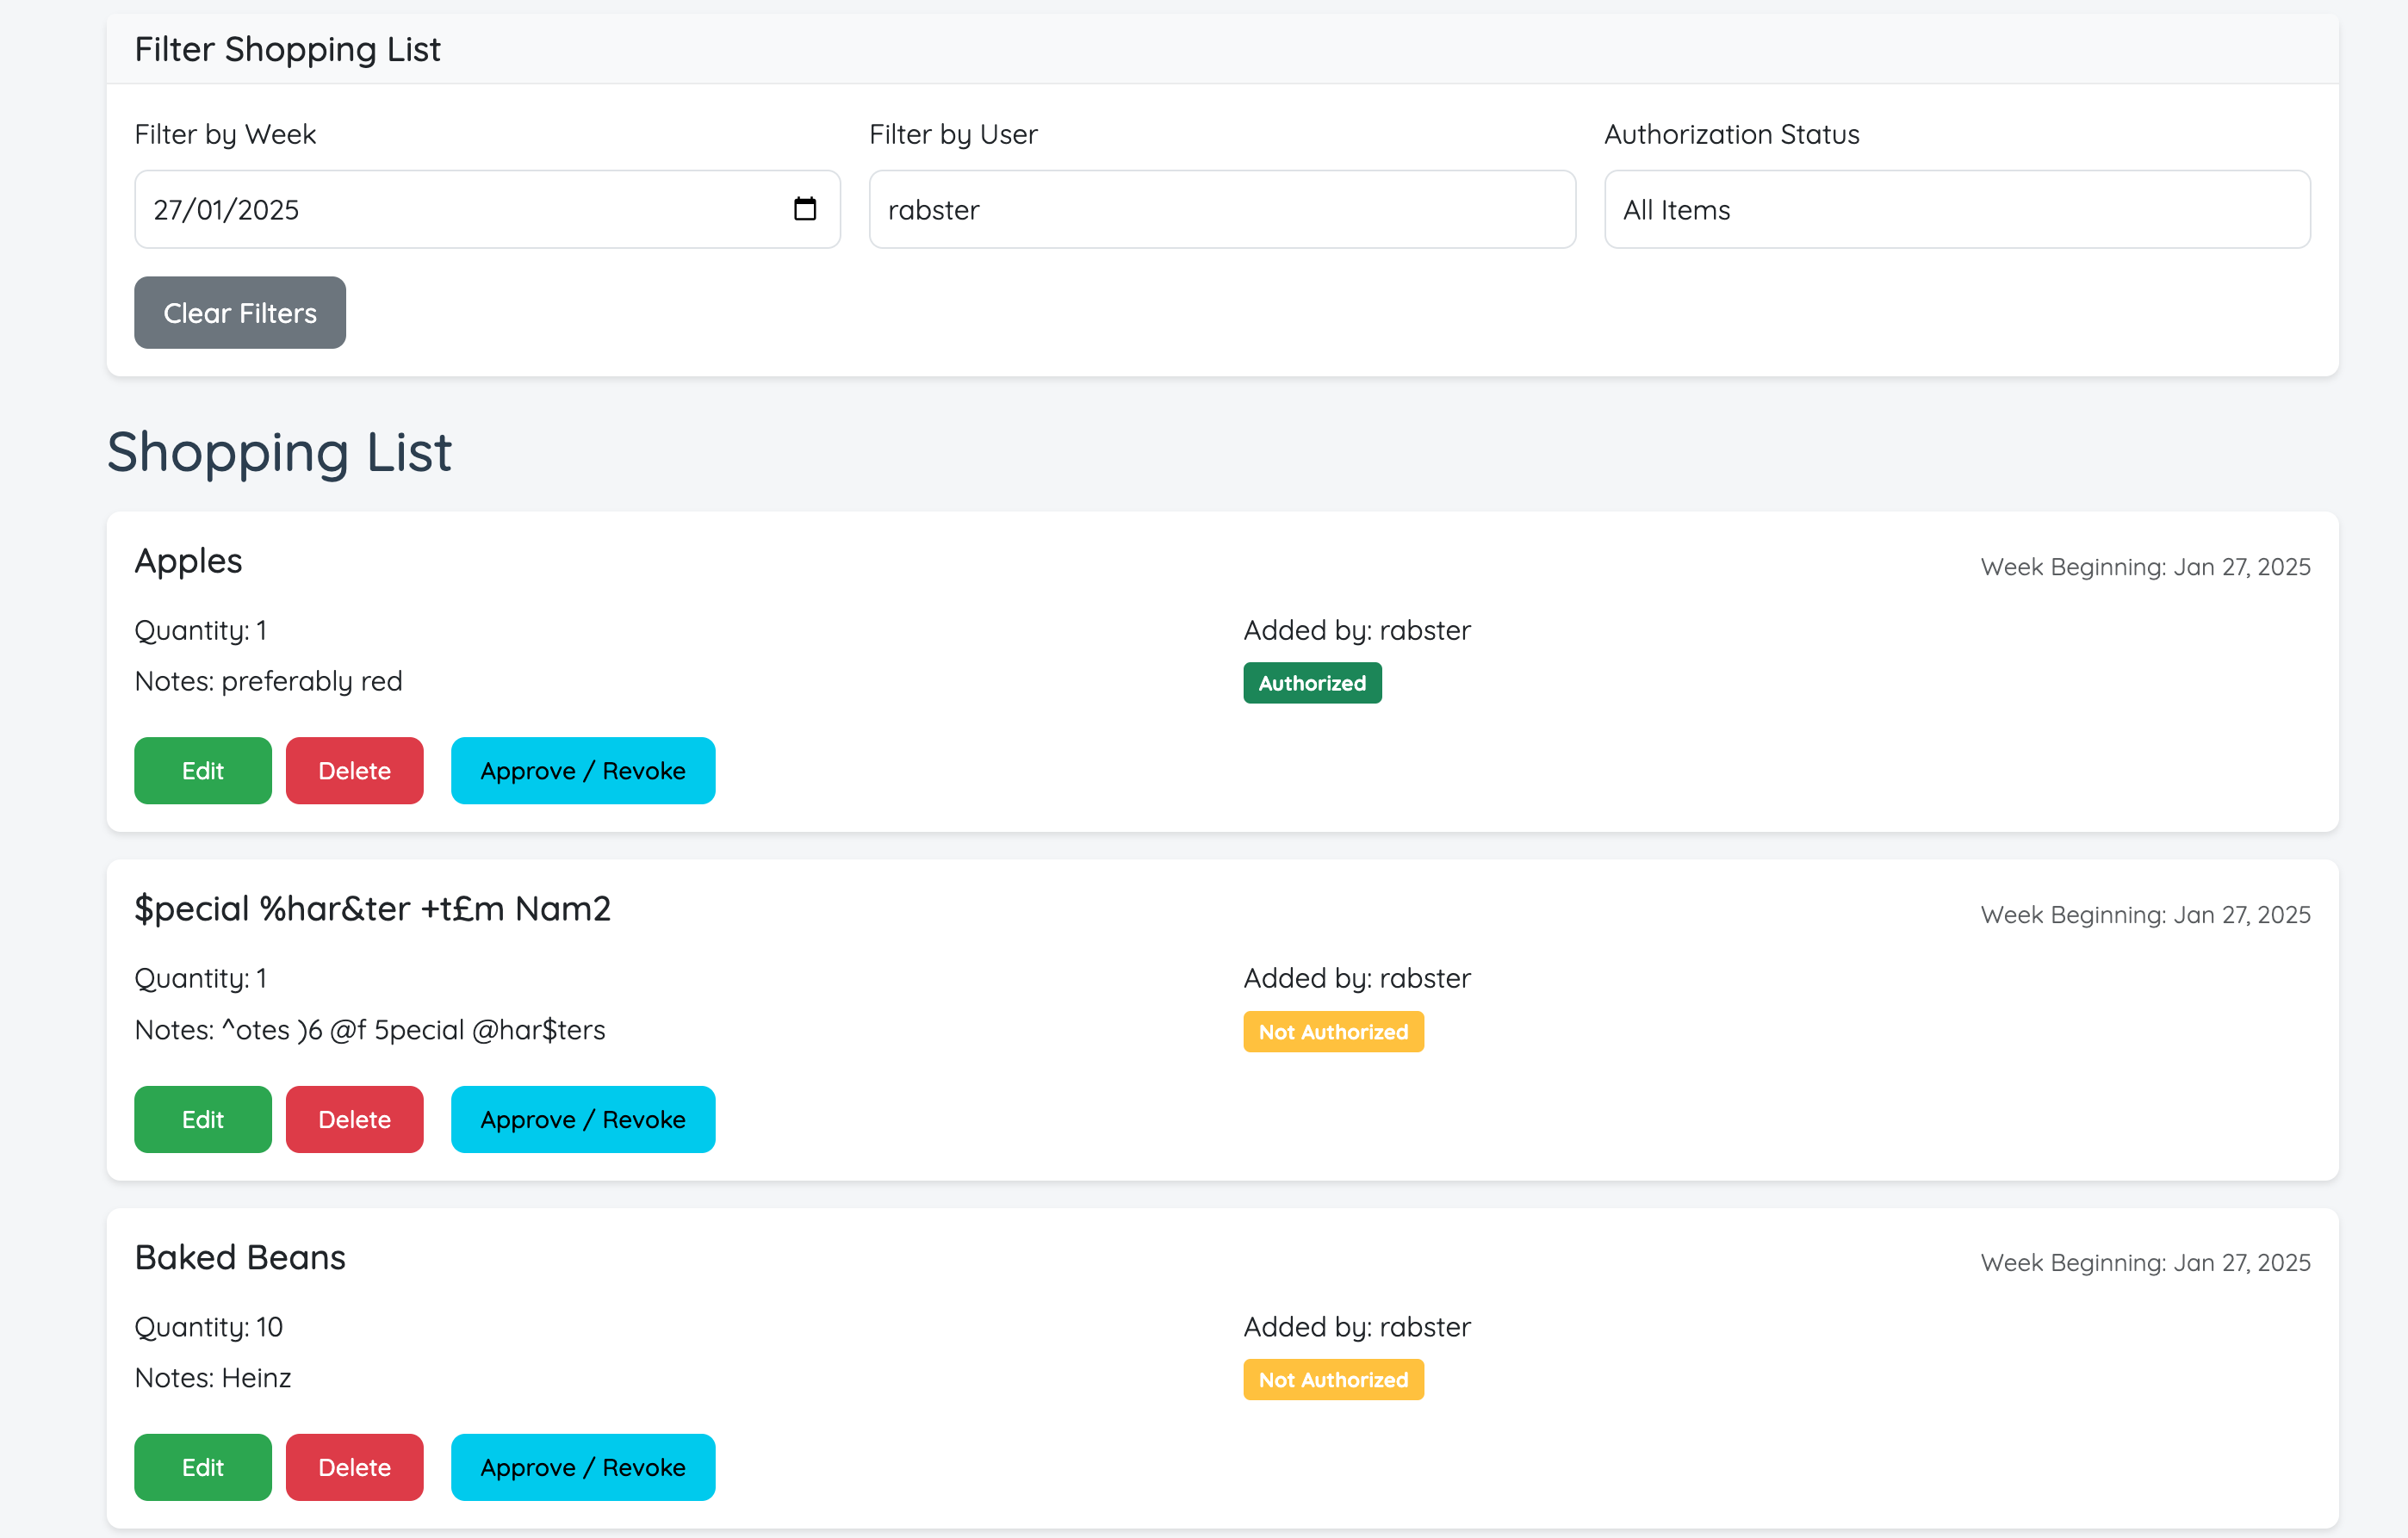 Filter Shopping List
Filter by Week Filter by User Authorization Status
27/01/2025 rabster All Items
Clear Filters
Shopping List
Apples Week Beginning: Jan 27, 2025
Quantity: 1 Added by: rabster
Notes: preferably red Authorized
Edit Delete Approve / Revoke
$pecial %har&ter +t£m Nam2 Week Beginning: Jan 27, 2025
Quantity: 1 Added by: rabster
Notes: ^otes )6 @f 5pecial @har$ters Not Authorized
Edit Delete Approve / Revoke
Baked Beans Week Beginning: Jan 27, 2025
Quantity: 10 Added by: rabster
Notes: Heinz Not Authorized
Edit Delete Approve / Revoke